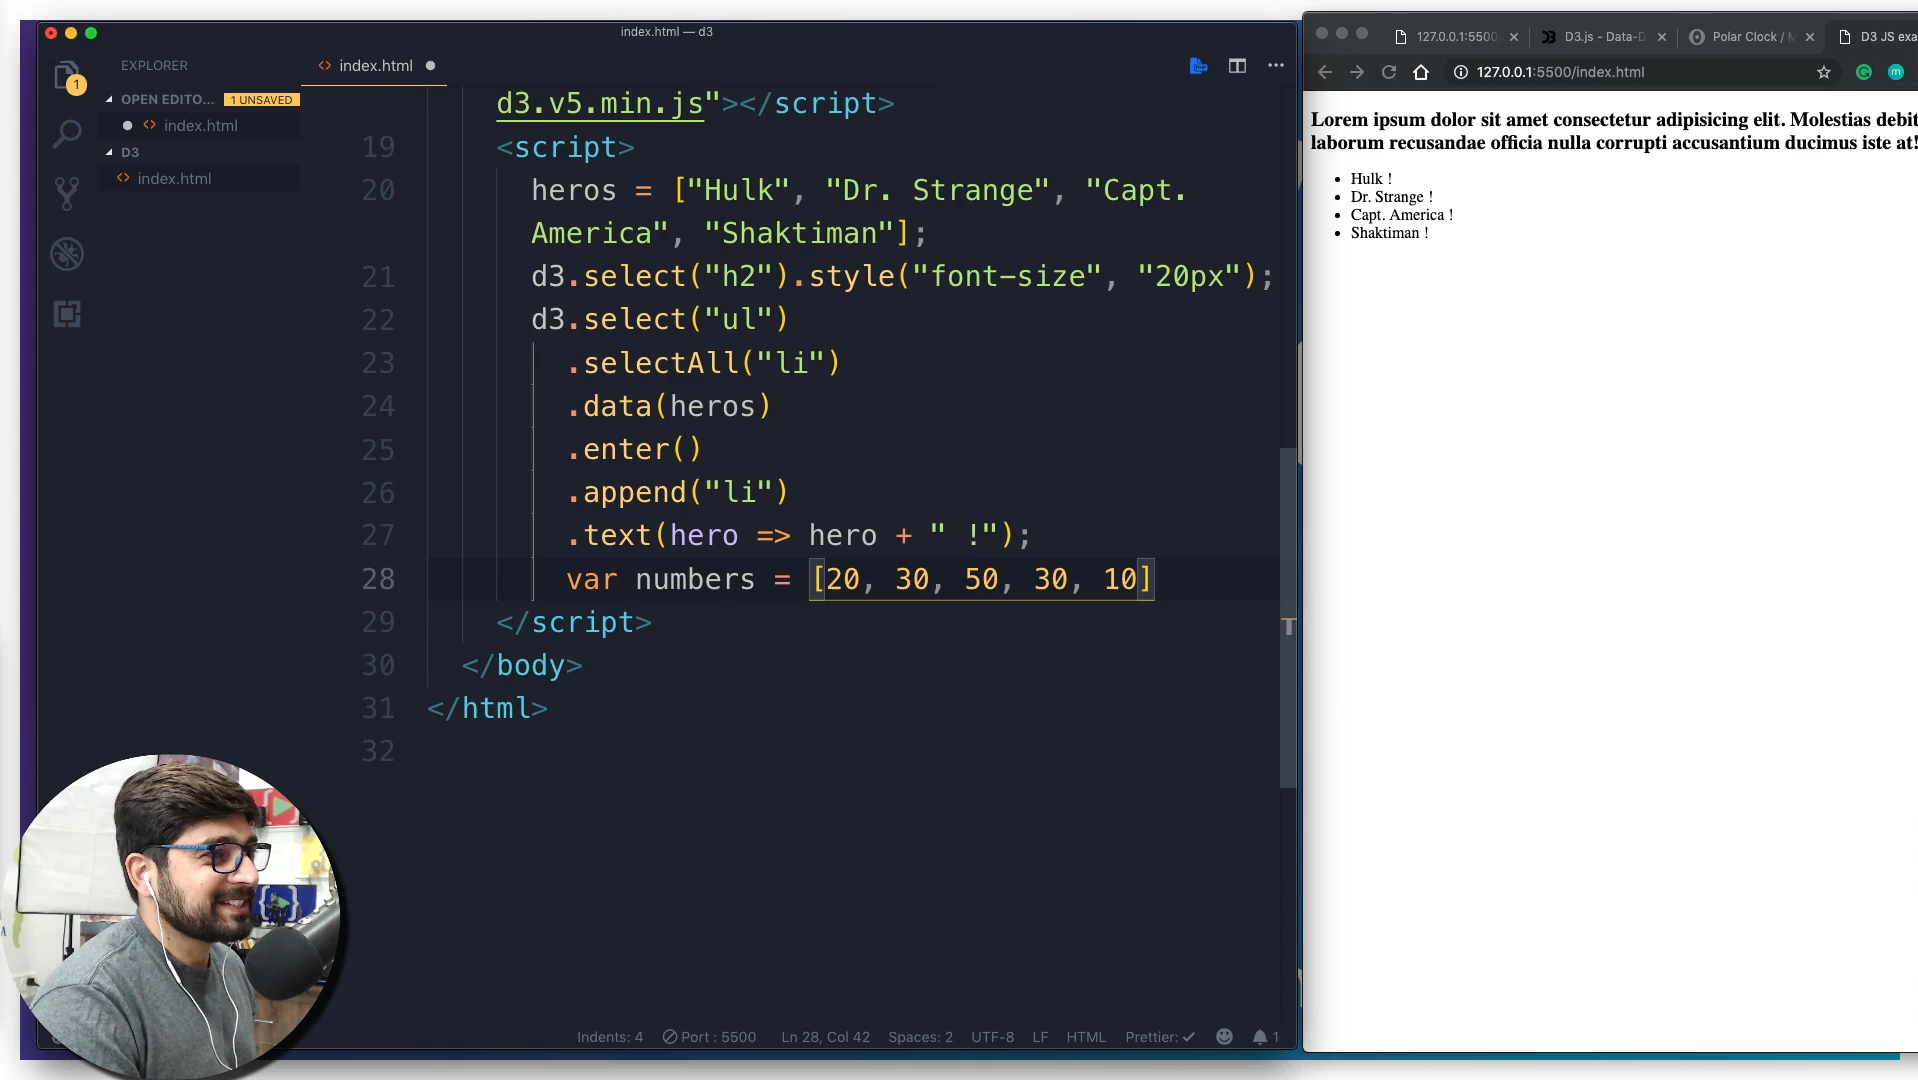 index.html — d3
EXPLORER
OPEN EDITO...
1 UNSAVED
index.html
D3
index.html
1
index.html
d3.v5.min.js"></script>
19 <script>
20 heros = ["Hulk", "Dr. Strange", "Capt.
America", "Shaktiman"];
21 d3.select("h2").style("font-size", "20px");
22 d3.select("ul")
23 .selectAll("li")
24 .data(heros)
25 .enter()
26 .append("li")
27 .text(hero => hero + " !");
28 var numbers = [20, 30, 50, 30, 10]
29 </script>
30 </body>
31 </html>
32
Indents: 4 Port : 5500 Ln 28, Col 42 Spaces: 2 UTF-8 LF HTML Prettier: ✓ 1
127.0.0.1:5500/ D3.js - Data-D Polar Clock / M D3 JS exa
127.0.0.1:5500/index.html
m
Lorem ipsum dolor sit amet consectetur adipisicing elit. Molestias debit
laborum recusandae officia nulla corrupti accusantium ducimus iste at!
• Hulk !
• Dr. Strange !
• Capt. America !
• Shaktiman !